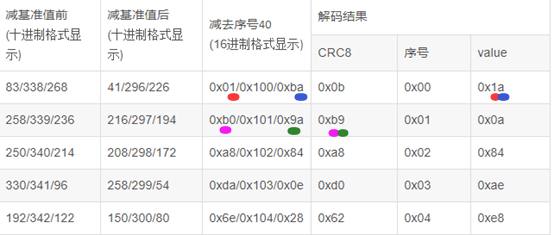 减基准值前
(十进制格式显示)
减基准值后
(十进制格式显示)
减去序号40
(16进制格式显示)
解码结果
CRC8 序号 value
83/338/268 41/296/226 0x01/0x100/0xba 0x0b 0x00 0x1a
258/339/236 216/297/194 0xb0/0x101/0x9a 0xb9 0x01 0x0a
250/340/214 208/298/172 0xa8/0x102/0x84 0xa8 0x02 0x84
330/341/96 258/299/54 0xda/0x103/0x0e 0xd0 0x03 0xae
192/342/122 150/300/80 0x6e/0x104/0x28 0x62 0x04 0xe8